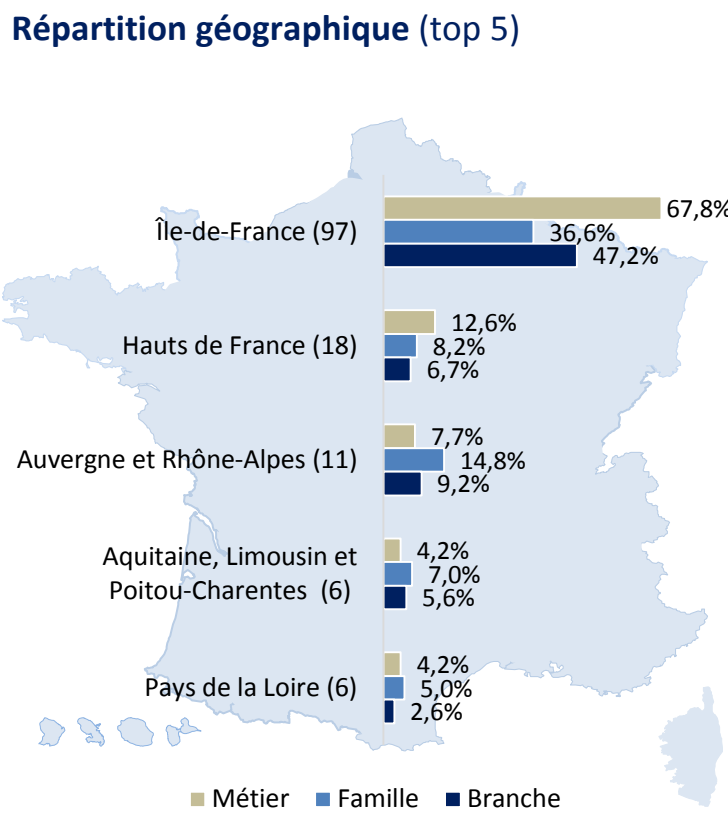 Répartition géographique (top 5)
Île-de-France (97)
67,8%
36,6%
47,2%
Hauts de France (18)
12,6%
8,2%
6,7%
Auvergne et Rhône-Alpes (11)
7,7%
14,8%
9,2%
Aquitaine, Limousin et
Poitou-Charentes (6)
4,2%
7,0%
5,6%
Pays de la Loire (6)
4,2%
5,0%
2,6%
Métier Famille Branche